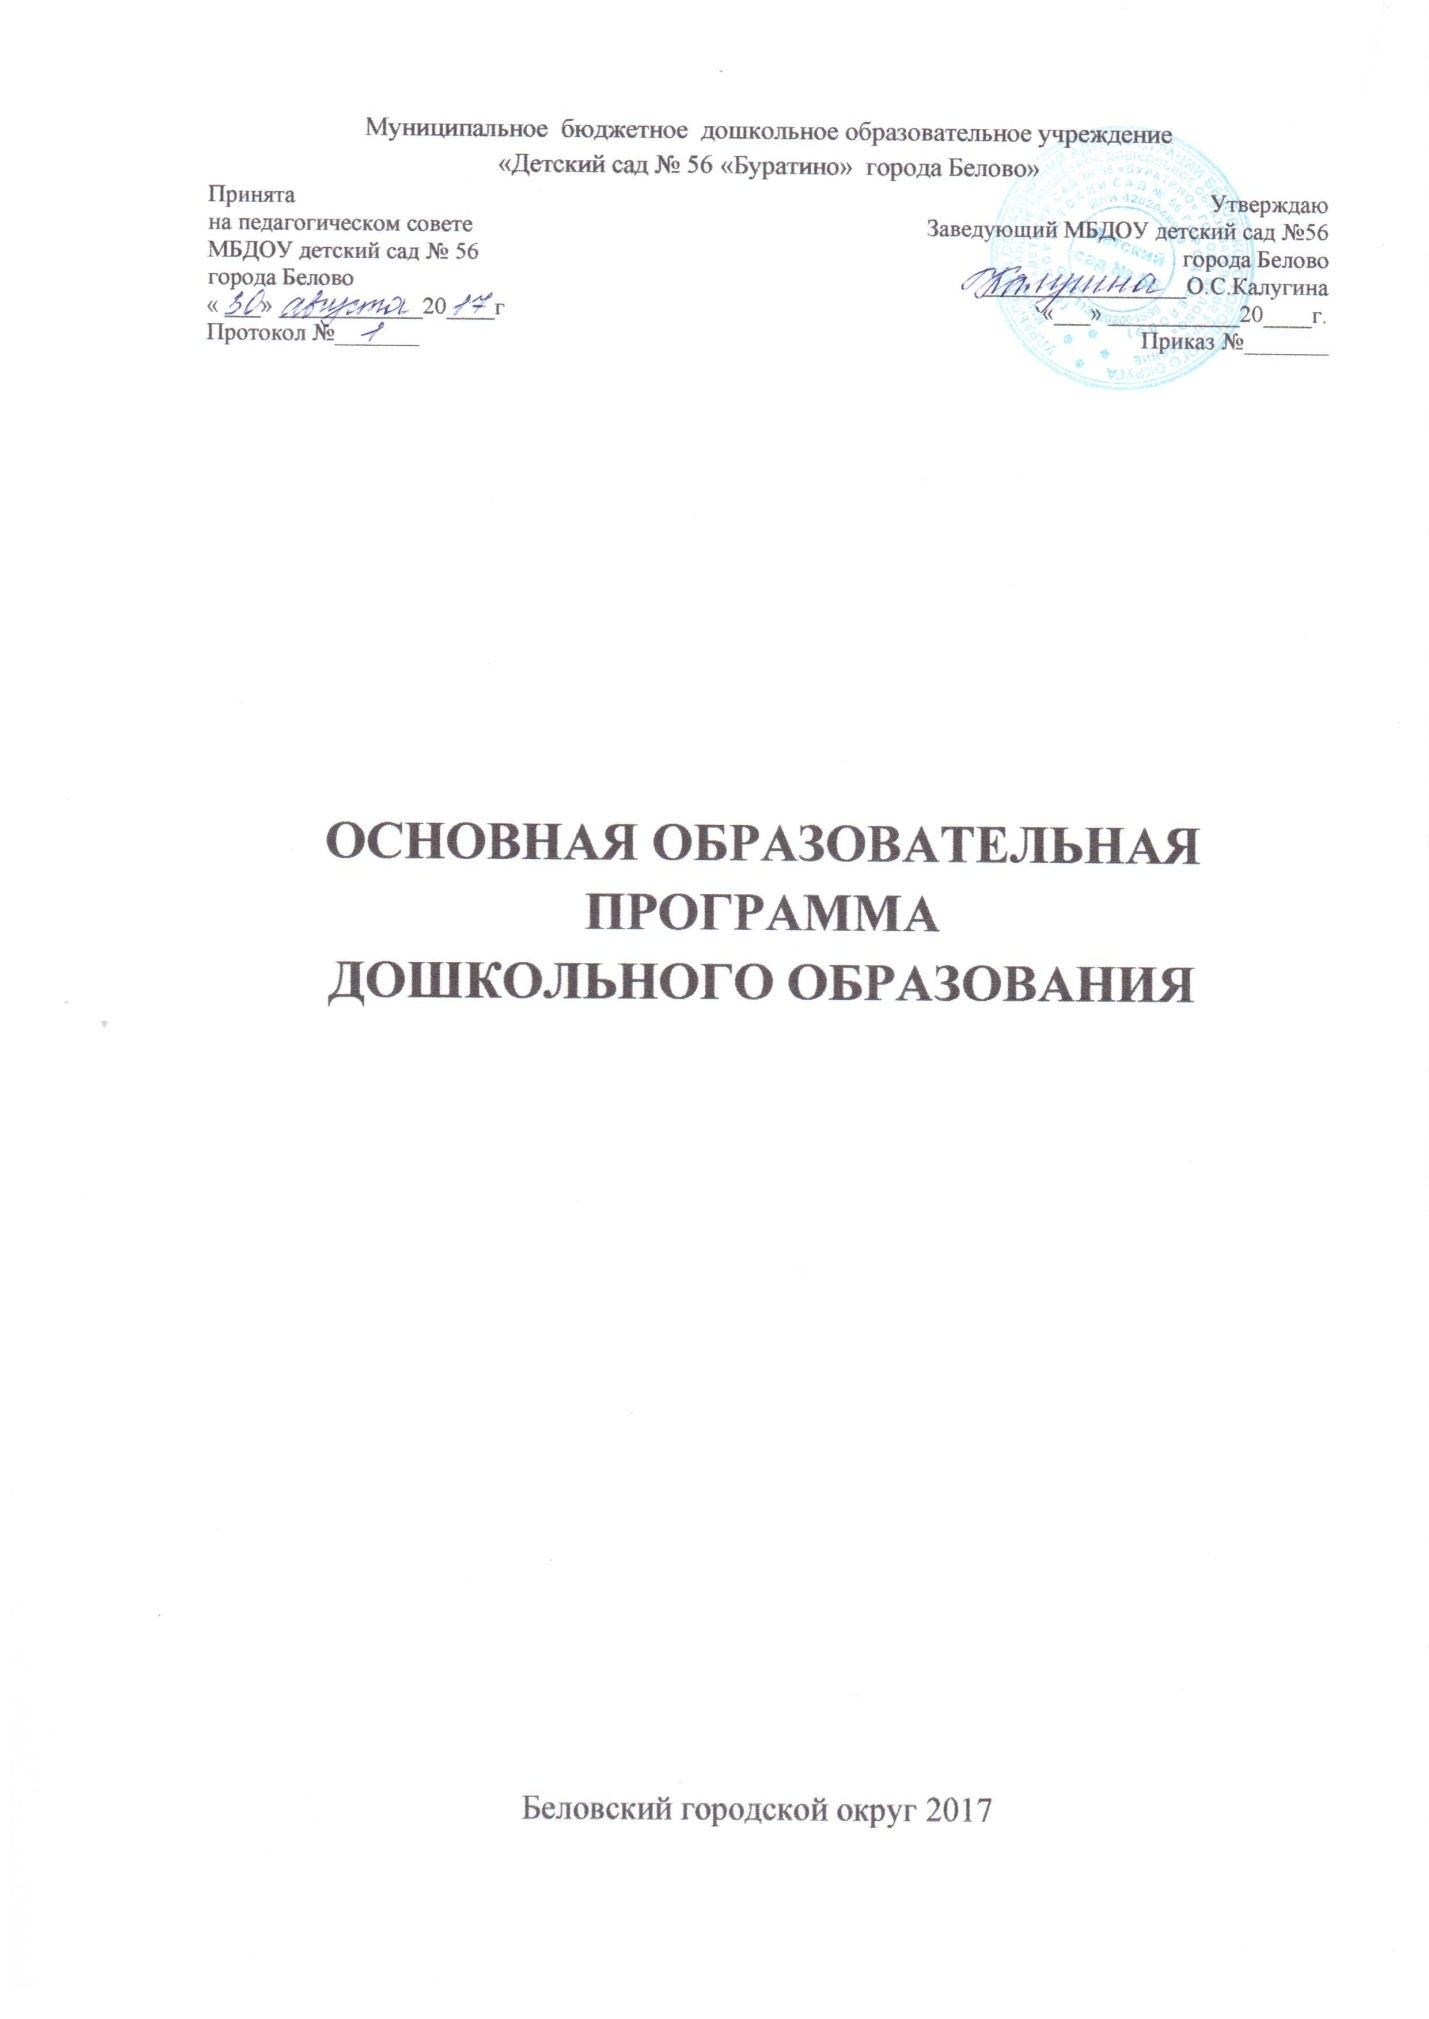 Муниципальное бюджетное дошкольное образовательное учреждение
«Детский сад № 56 «Буратино» города Белово»
Принята
на педагогическом совете
МБДОУ детский сад № 56
города Белово
« 30 » августа 20 17 г
Протокол № 1
Утверждаю
Заведующий МБДОУ детский сад №56
города Белово
Калугина О.С.Калугина
«___» ___________20____г.
Приказ №_______
ОСНОВНАЯ ОБРАЗОВАТЕЛЬНАЯ
ПРОГРАММА
ДОШКОЛЬНОГО ОБРАЗОВАНИЯ
Беловский городской округ 2017